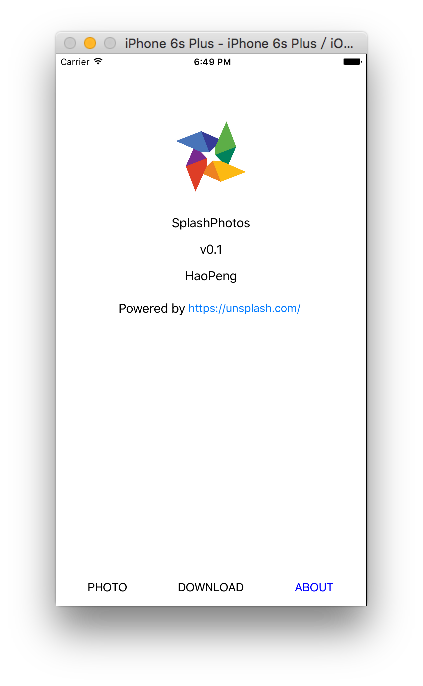 iPhone 6s Plus - iPhone 6s Plus / iO...
Carrier 6:49 PM
SplashPhotos
v0.1
HaoPeng
Powered by https://unsplash.com/
PHOTO DOWNLOAD ABOUT